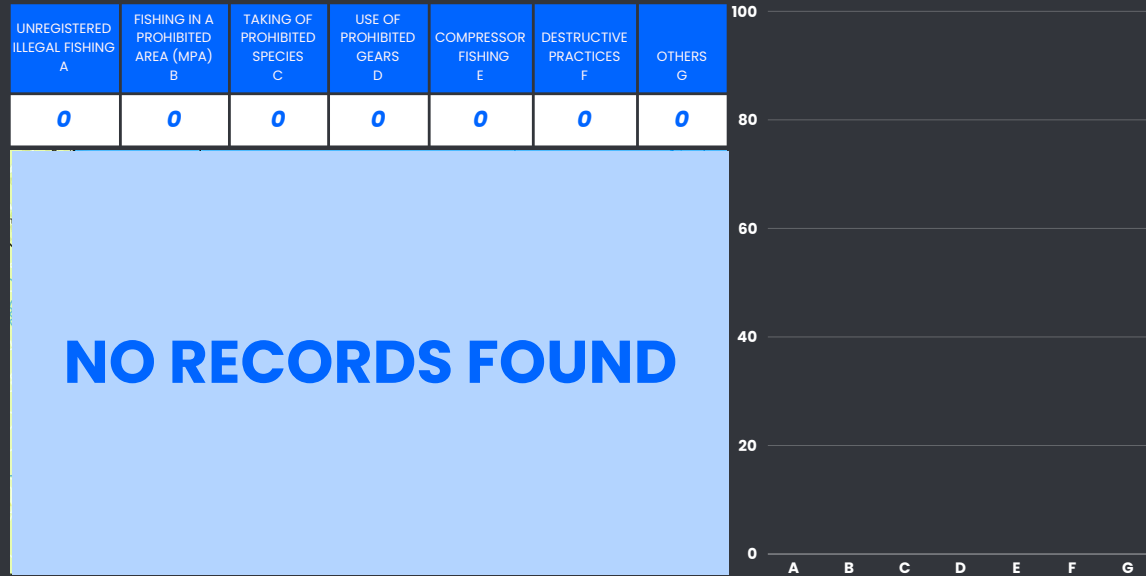 UNREGISTERED
ILLEGAL FISHING
A
FISHING IN A
PROHIBITED
AREA (MPA)
B
TAKING OF
PROHIBITED
SPECIES
C
USE OF
PROHIBITED
GEARS
D
COMPRESSOR
FISHING
E
DESTRUCTIVE
PRACTICES
F
OTHERS
G
0 0 0 0 0 0 0
NO RECORDS FOUND
100
80
60
40
20
0
A B C D E F G